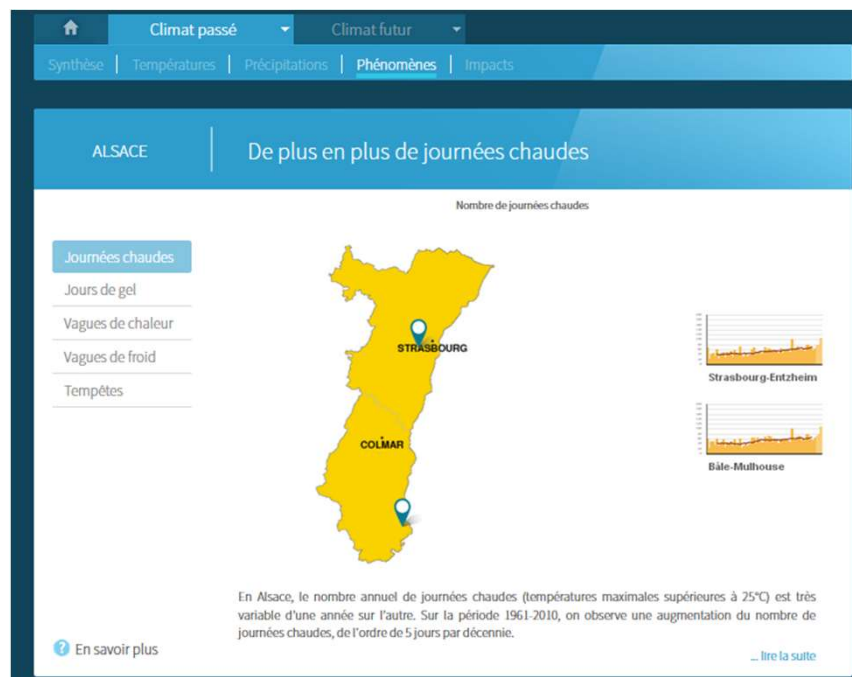 Climat passé Climat futur
Synthèse Températures Précipitations Phénomènes Impacts
ALSACE De plus en plus de journées chaudes
Nombre de journées chaudes
Journées chaudes
Jours de gel
Vagues de chaleur
Vagues de froid
Tempêtes
STRASBOURG
COLMAR
Strasbourg-Entzheim
Bâle-Mulhouse
En Alsace, le nombre annuel de journées chaudes (températures maximales supérieures à 25°C) est très
variable d'une année sur l'autre. Sur la période 1961-2010, on observe une augmentation du nombre de
journées chaudes, de l'ordre de 5 jours par décennie.
? En savoir plus
... lire la suite